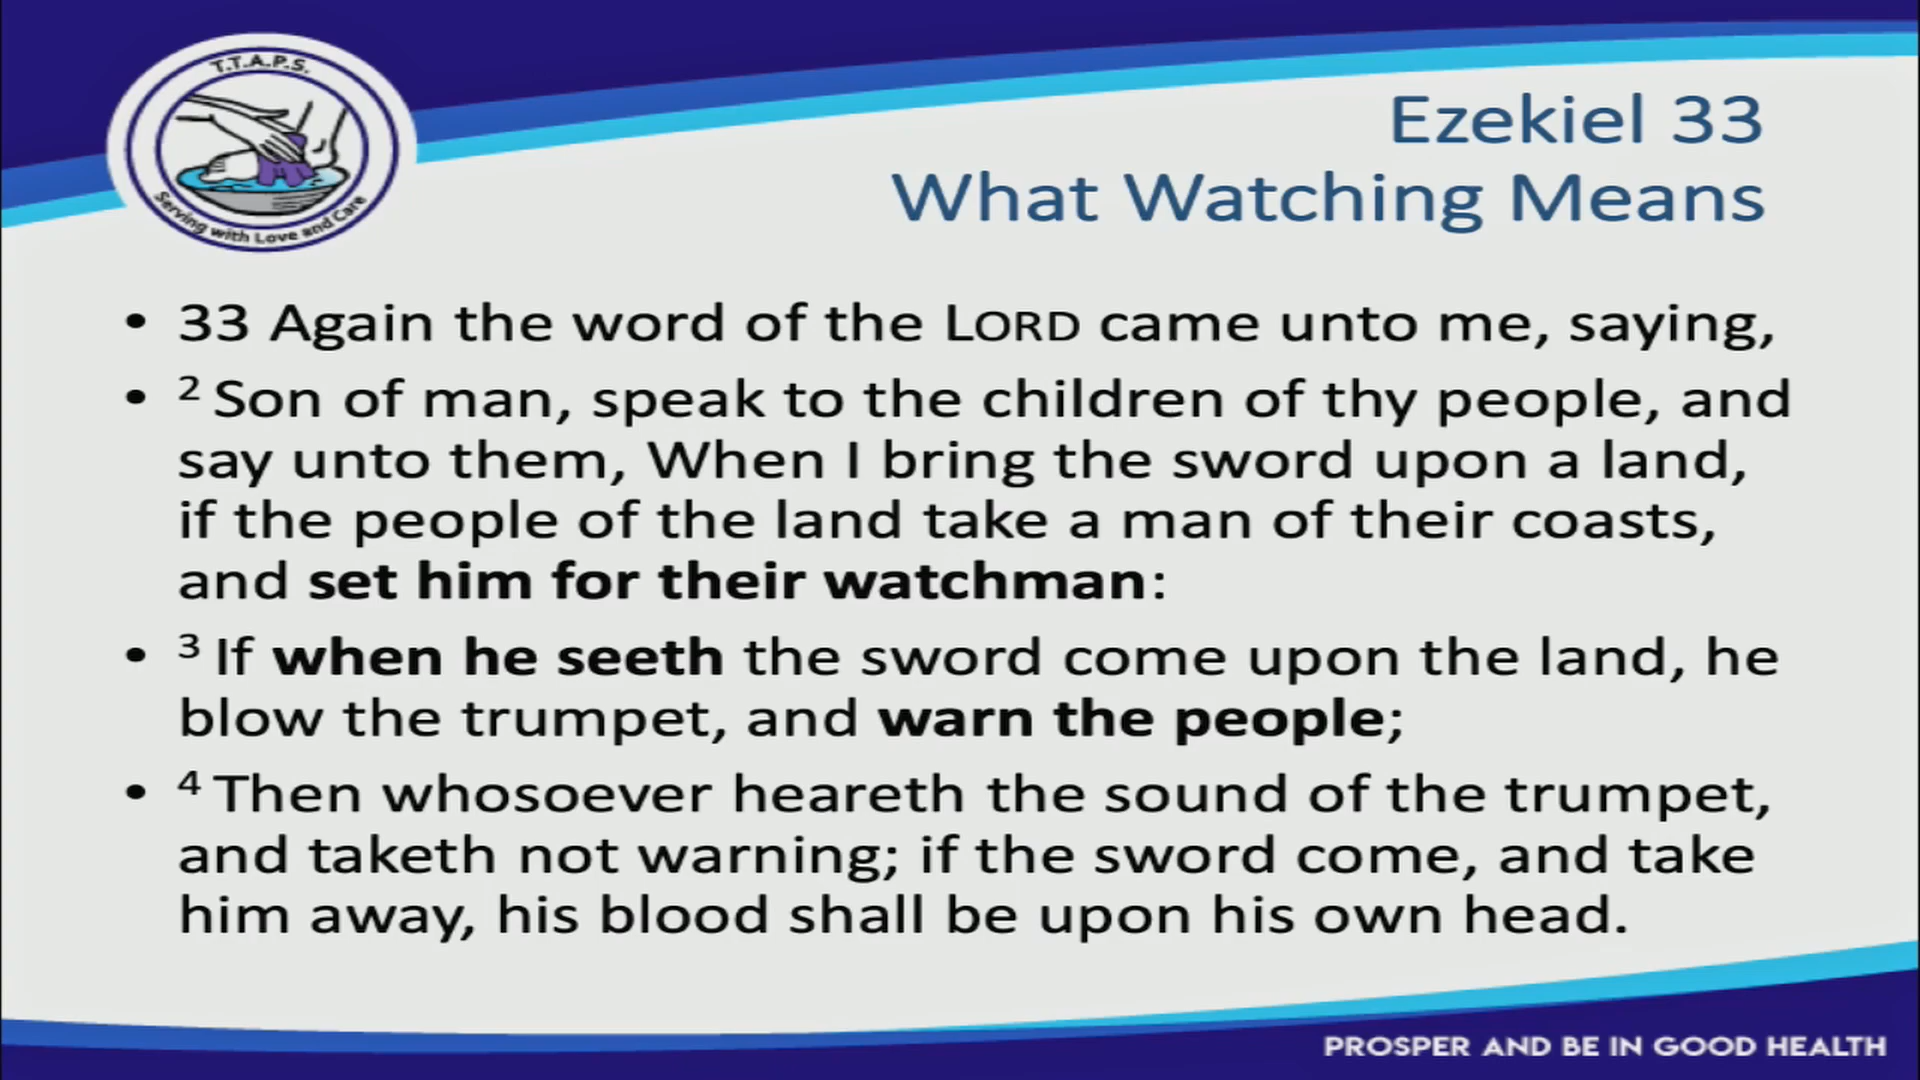 T.T.A.P.S.
Serving with Love and Care
Ezekiel 33
What Watching Means
• 33 Again the word of the LORD came unto me, saying,
• ² Son of man, speak to the children of thy people, and
say unto them, When I bring the sword upon a land,
if the people of the land take a man of their coasts,
and set him for their watchman:
• ³ If when he seeth the sword come upon the land, he
blow the trumpet, and warn the people;
• ⁴ Then whosoever heareth the sound of the trumpet,
and taketh not warning; if the sword come, and take
him away, his blood shall be upon his own head.
PROSPER AND BE IN GOOD HEALTH